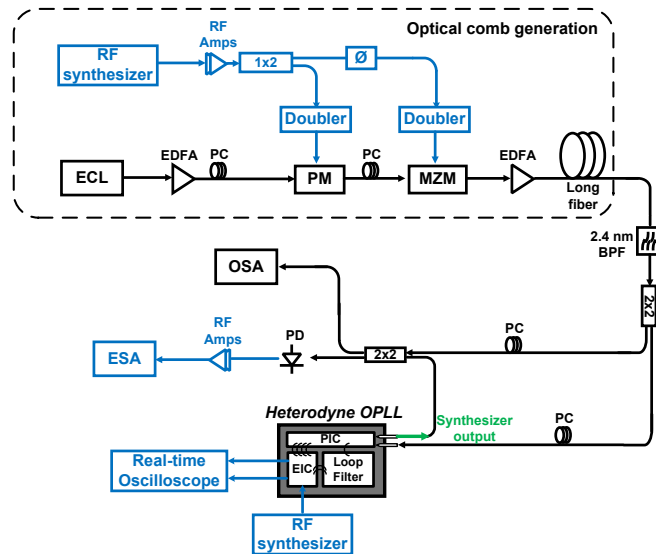 Optical comb generation
RF
Amps
RF
synthesizer
1x2
Ø
Doubler
Doubler
EDFA
PC
PC
EDFA
ECL
PM
MZM
Long
fiber
2.4 nm
BPF
OSA
2x2
PC
RF
Amps
PD
ESA
2x2
Heterodyne OPLL
Synthesizer
output
PC
PIC
Real-time
Oscilloscope
EIC
Loop
Filter
RF
synthesizer